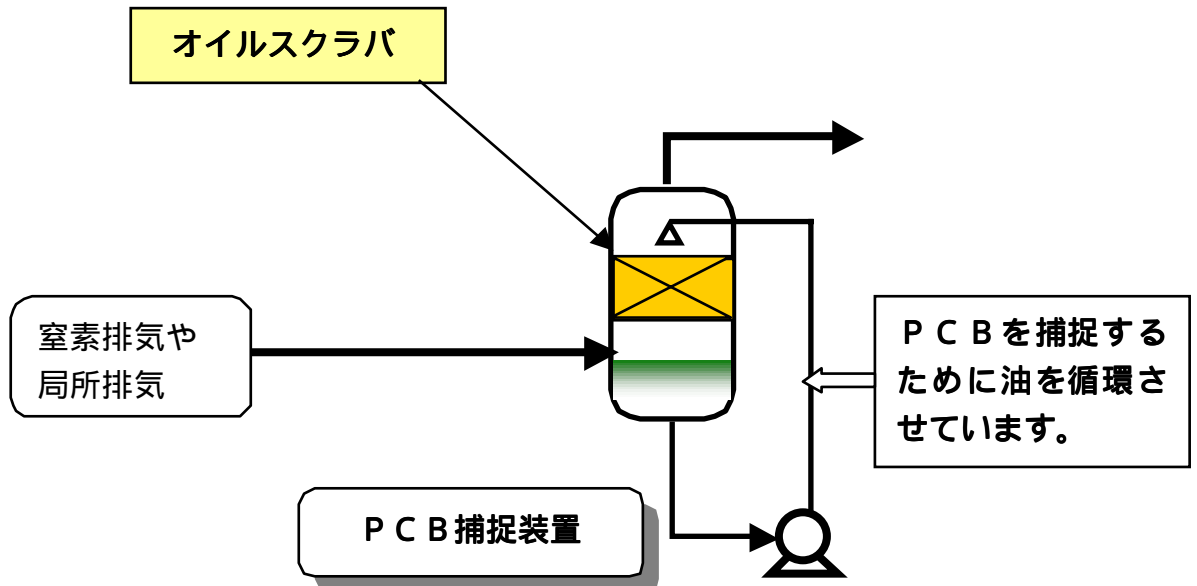 オイルスクラバ
窒素排気や
局所排気
ＰＣＢを捕捉する
ために油を循環さ
せています。
ＰＣＢ捕捉装置